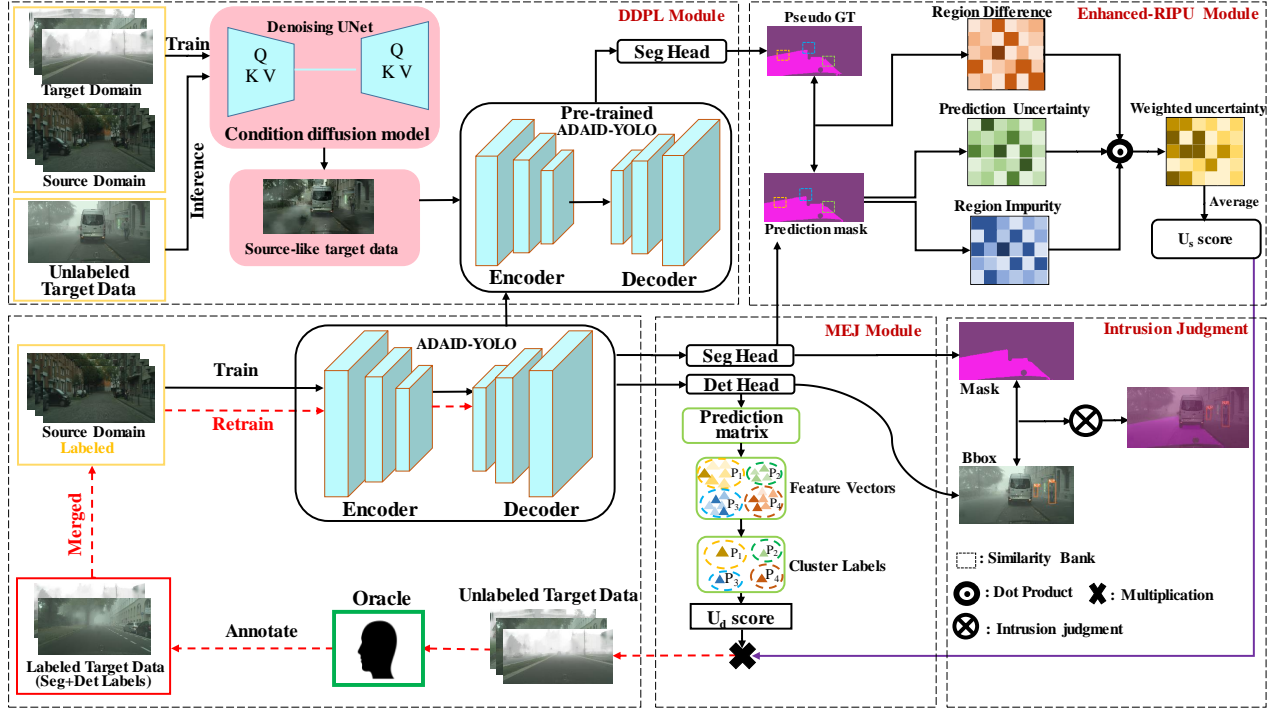 DDPL Module
Train
Target Domain
Source Domain
Inference
Unlabeled
Target Data
Denoising UNet
Q
K V
Q
K V
Condition diffusion model
Source-like target data
Seg Head
Pre-trained
ADAID-YOLO
Encoder
Decoder
Enhanced-RIPU Module
Pseudo GT
Prediction mask
Region Difference
Prediction Uncertainty
Region Impurity
Weighted uncertainty
Average
Us score
Source Domain
Labeled
Train
Retrain
ADAID-YOLO
Encoder
Decoder
Merged
Labeled Target Data
(Seg+Det Labels)
Annotate
Oracle
Unlabeled Target Data
MEJ Module
Seg Head
Det Head
Prediction
matrix
P1
P2
P3
P4
Feature Vectors
P1
P2
P3
P4
Cluster Labels
Ud score
Intrusion Judgment
Mask
Bbox
: Similarity Bank
: Dot Product
: Multiplication
: Intrusion judgment